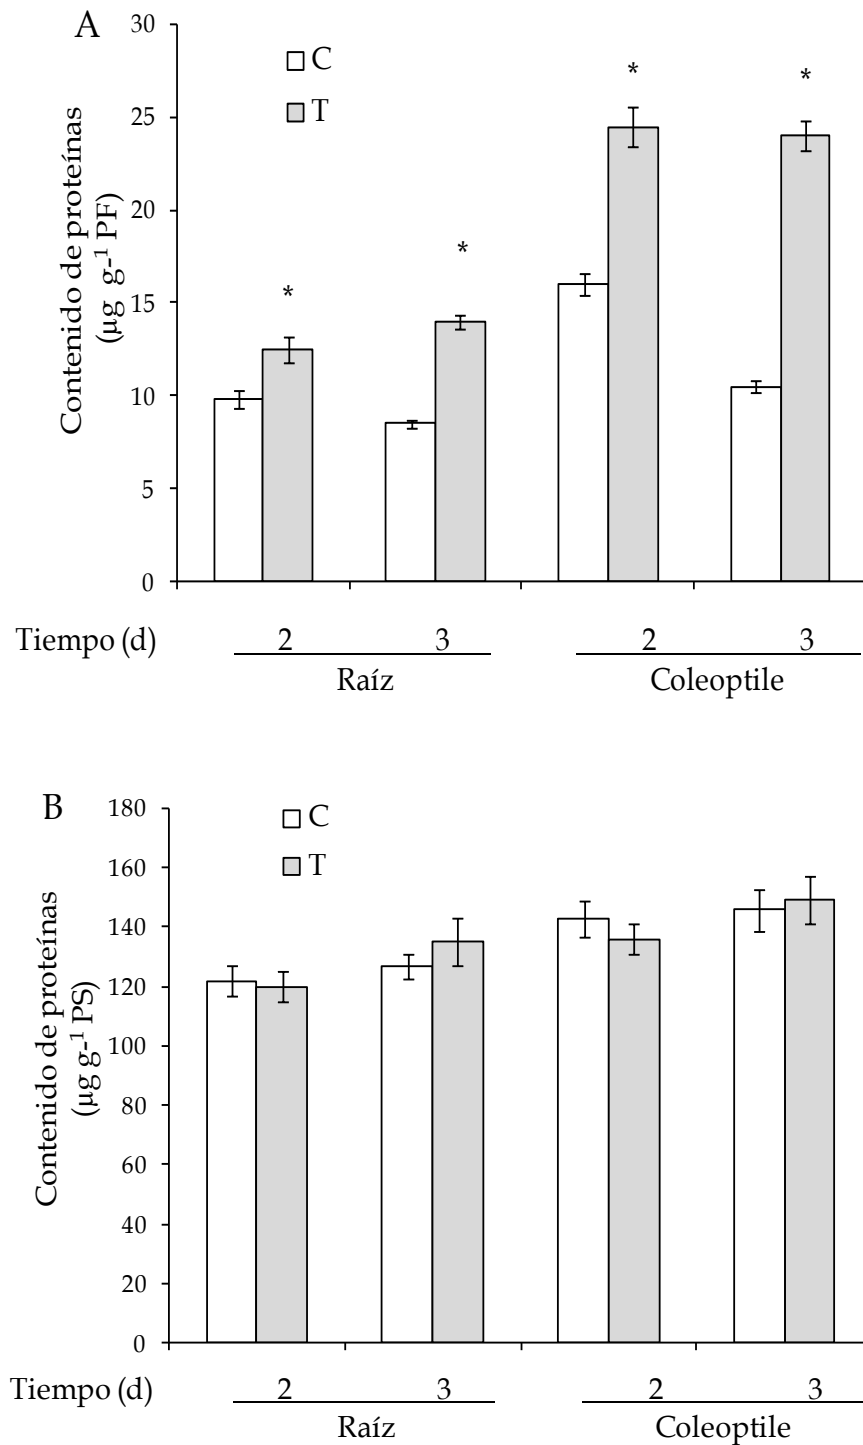 A
30
25
20
15
10
5
0
Contenido de proteínas
(µg g-1 PF)
C
T
*
*
*
*
Tiempo (d) 2 3 2 3
Raíz Coleoptile
B
180
160
140
120
100
80
60
40
20
0
Contenido de proteínas
(µg g-1 PS)
C
T
Tiempo (d) 2 3 2 3
Raíz Coleoptile